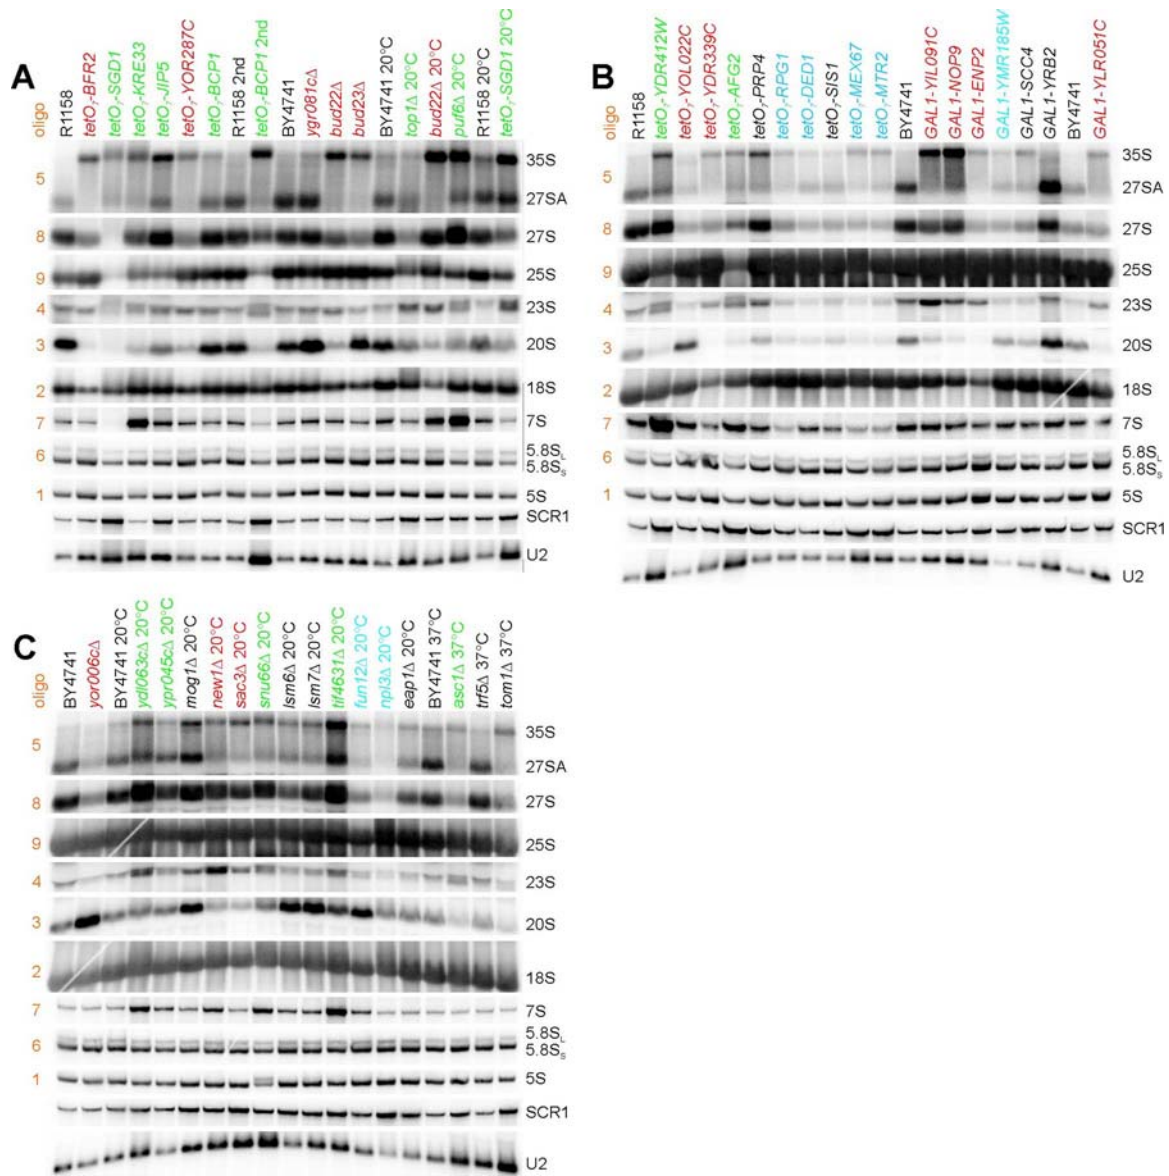 A
oligo
R1158
tetO7-BFR2
tetO7-SGD1
tetO7-KRE33
tetO7-JIP5
tetO7-YOR287C
tetO7-BCP1
R1158 2nd
tetO7-BCP1 2nd
BY4741
ygr081cΔ
bud22Δ
bud23Δ
BY4741 20°C
top1Δ 20°C
bud22Δ 20°C
puf6Δ 20°C
R1158 20°C
tetO7-SGD1 20°C
5
35S
27SA
8
27S
9
25S
4
23S
3
20S
2
18S
7
7S
6
5.8SL
5.8SS
1
5S
SCR1
U2
B
oligo
R1158
tetO7-YDR412W
tetO7-YOL022C
tetO7-YDR339C
tetO7-AFG2
tetO7-PRP4
tetO7-RPG1
tetO7-DED1
tetO7-SIS1
tetO7-MEX67
tetO7-MTR2
BY4741
GAL1-YIL091C
GAL1-NOP9
GAL1-ENP2
GAL1-YMR185W
GAL1-SCC4
GAL1-YRB2
BY4741
GAL1-YLR051C
5
35S
27SA
8
27S
9
25S
4
23S
3
20S
2
18S
7
7S
6
5.8SL
5.8SS
1
5S
SCR1
U2
C
oligo
BY4741
yor006cΔ
BY4741 20°C
ydl063cΔ 20°C
ypr045cΔ 20°C
mog1Δ 20°C
new1Δ 20°C
sac3Δ 20°C
snu66Δ 20°C
lsm6Δ 20°C
lsm7Δ 20°C
tif4631Δ 20°C
fun12Δ 20°C
npl3Δ 20°C
eap1Δ 20°C
BY4741 37°C
asc1Δ 37°C
trf5Δ 37°C
tom1Δ 37°C
5
35S
27SA
8
27S
9
25S
4
23S
3
20S
2
18S
7
7S
6
5.8SL
5.8SS
1
5S
SCR1
U2